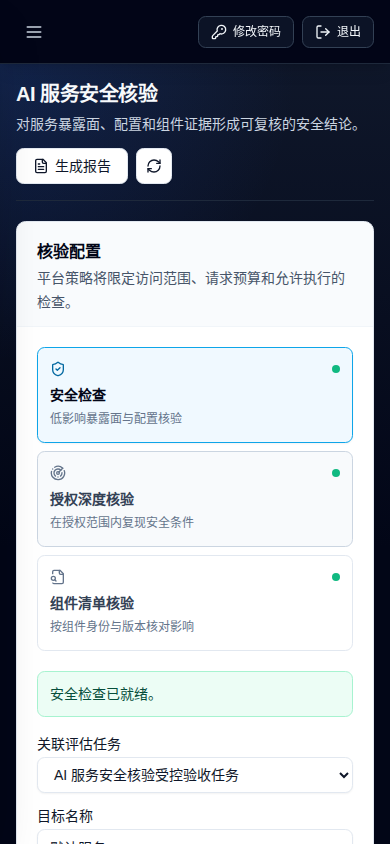 修改密码
退出
AI 服务安全核验
对服务暴露面、配置和组件证据形成可复核的安全结论。
生成报告
核验配置
平台策略将限定访问范围、请求预算和允许执行的
检查。
安全检查
低影响暴露面与配置核验
授权深度核验
在授权范围内复现安全条件
组件清单核验
按组件身份与版本核对影响
安全检查已就绪。
关联评估任务
AI 服务安全核验受控验收任务
目标名称